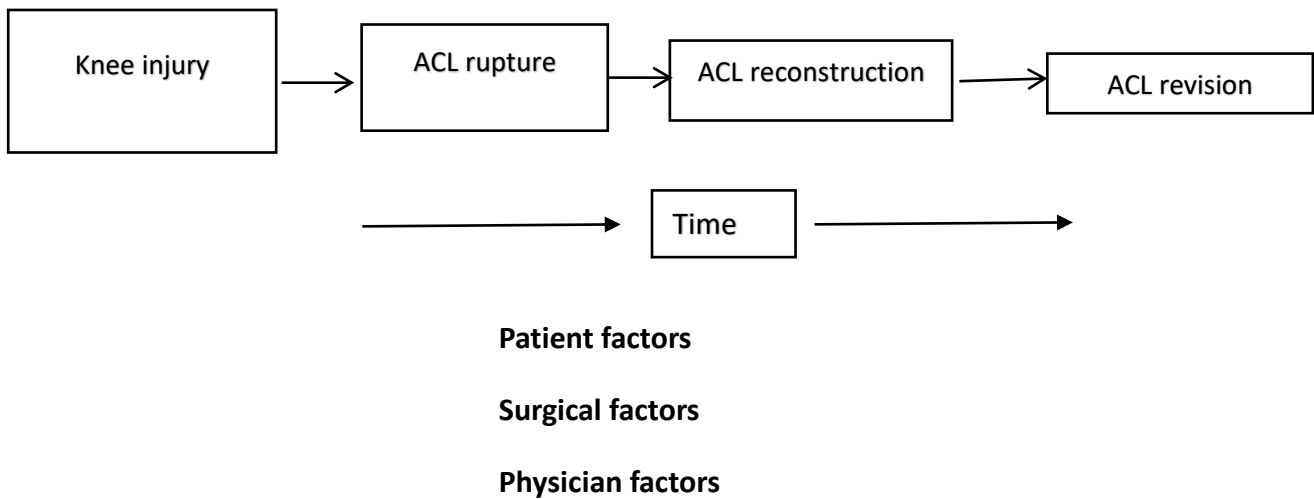 Knee injury
ACL rupture
ACL reconstruction
ACL revision
Time
Patient factors
Surgical factors
Physician factors